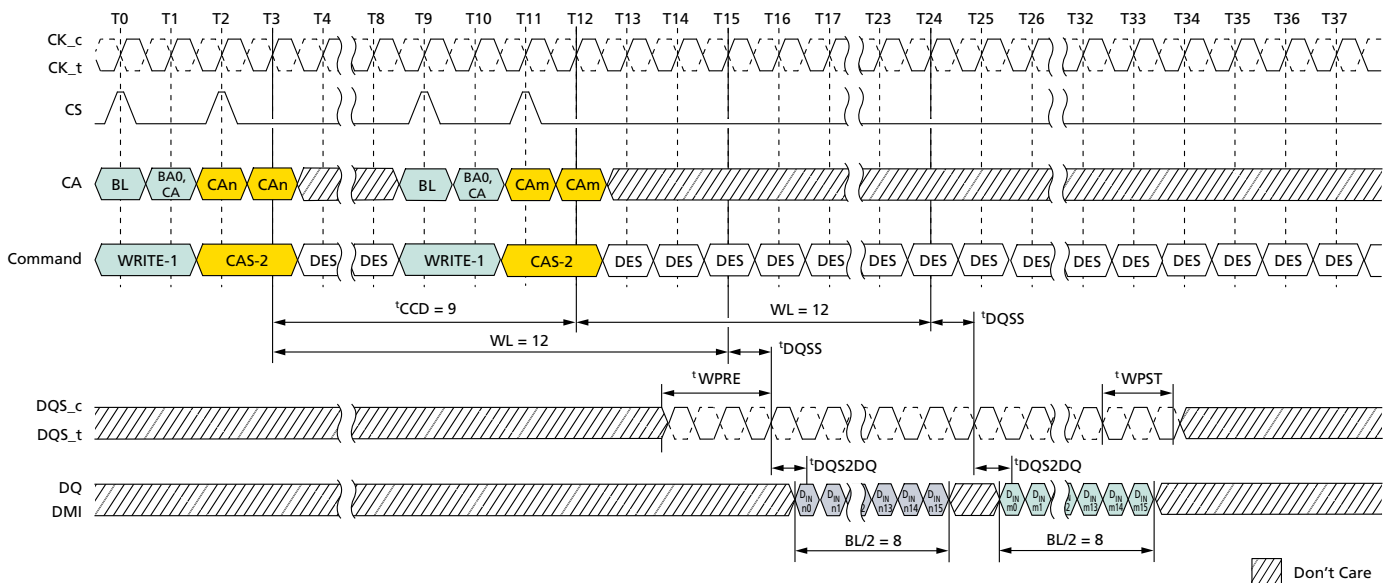 T0 T1 T2 T3 T4 T8 T9 T10 T11 T12 T13 T14 T15 T16 T17 T23 T24 T25 T26 T32 T33 T34 T35 T36 T37
CK_c
CK_t
CS
CA BL BA0, CA CAn CAn BL BA0, CA CAm CAm
Command WRITE-1 CAS-2 DES DES WRITE-1 CAS-2 DES DES DES DES DES DES DES DES DES DES DES DES DES DES DES
tCCD = 9 WL = 12 tDQSS
WL = 12 tDQSS
tWPRE tWPST
DQS_c
DQS_t
tDQS2DQ tDQS2DQ
DQ
DMI
DIN n0 DIN n1 DIN n13 DIN n14 DIN n15 DIN m0 DIN m1 DIN m13 DIN m14 DIN m15
BL/2 = 8 BL/2 = 8
Don't Care